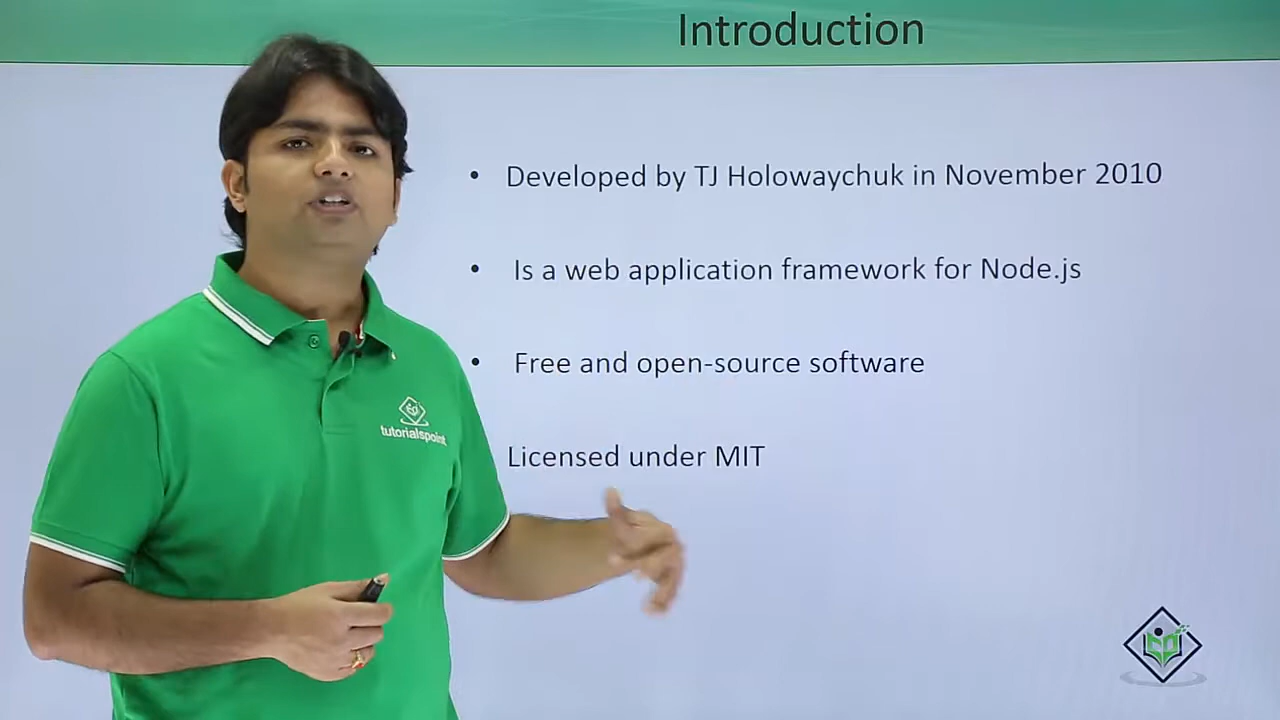 Introduction
• Developed by TJ Holowaychuk in November 2010
• Is a web application framework for Node.js
• Free and open-source software
Licensed under MIT
tutorialspoint